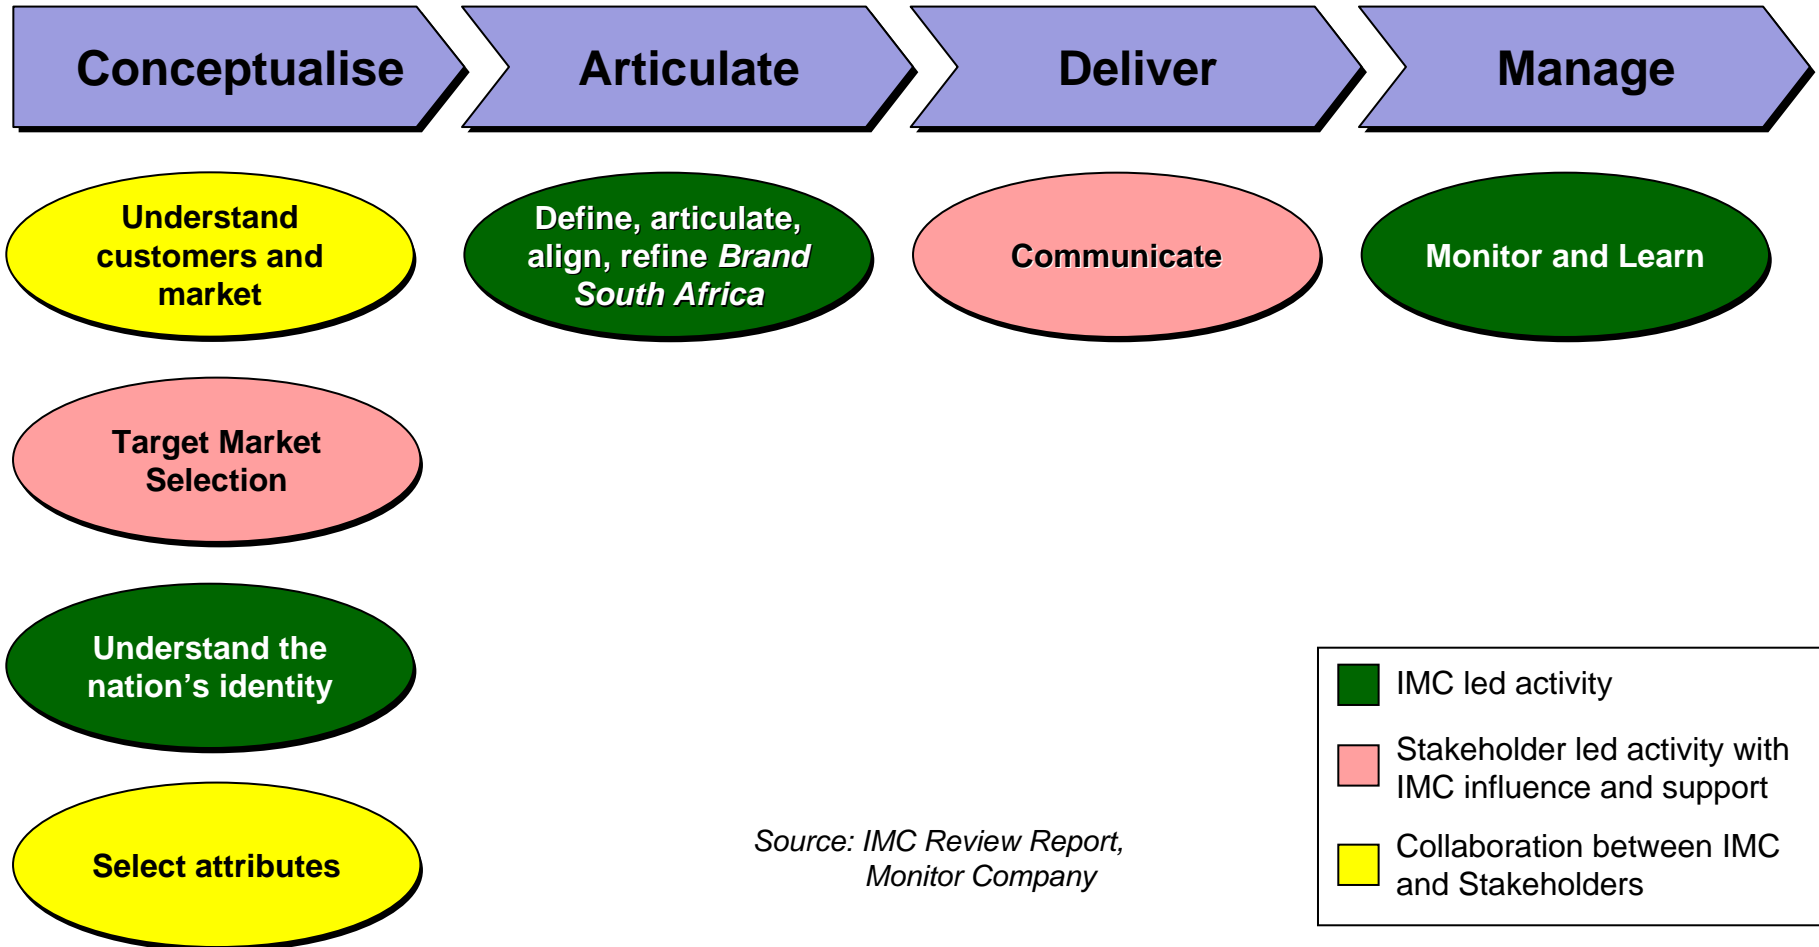 Conceptualise
Articulate
Deliver
Manage
Understand
customers and
market
Define, articulate,
align, refine Brand
South Africa
Communicate
Monitor and Learn
Target Market
Selection
Understand the
nation’s identity
Select attributes
Source: IMC Review Report,
Monitor Company
IMC led activity
Stakeholder led activity with
IMC influence and support
Collaboration between IMC
and Stakeholders